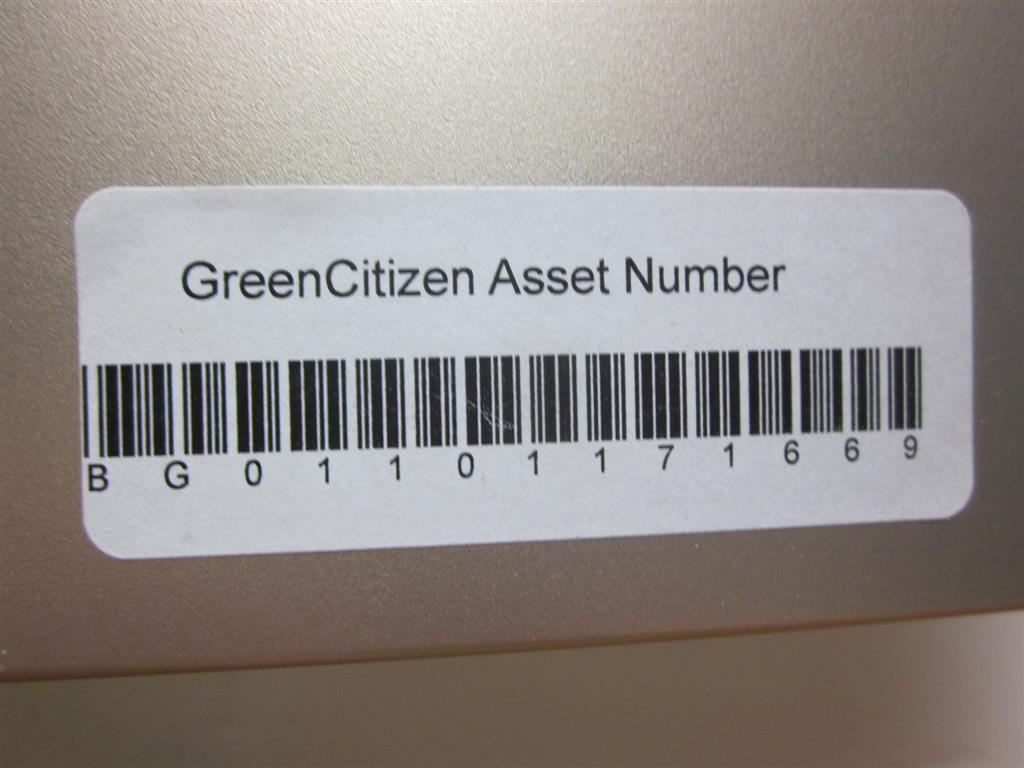 GreenCitizen Asset Number
B G 0 1 1 0 1 1 7 1 6 6 9